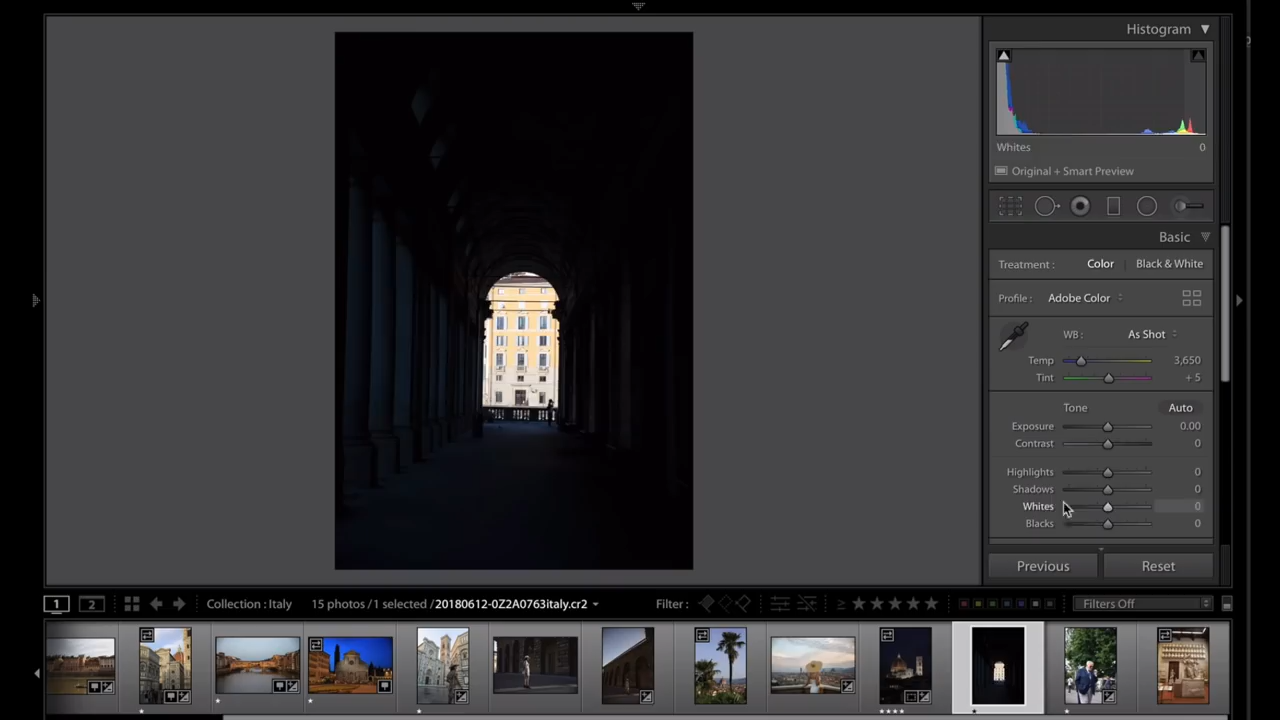 Histogram
Whites 0
Original + Smart Preview
Basic
Treatment : Color Black & White
Profile : Adobe Color
WB : As Shot
Temp 3,650
Tint + 5
Tone Auto
Exposure 0.00
Contrast 0
Highlights 0
Shadows 0
Whites 0
Blacks 0
Previous Reset
1 2 Collection : Italy 15 photos / 1 selected / 20180612-0Z2A0763italy.cr2 Filter : Filters Off